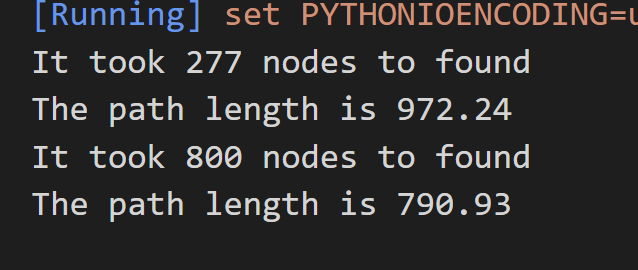 [Running] set PYTHONIOENCODING=u
It took 277 nodes to found
The path length is 972.24
It took 800 nodes to found
The path length is 790.93